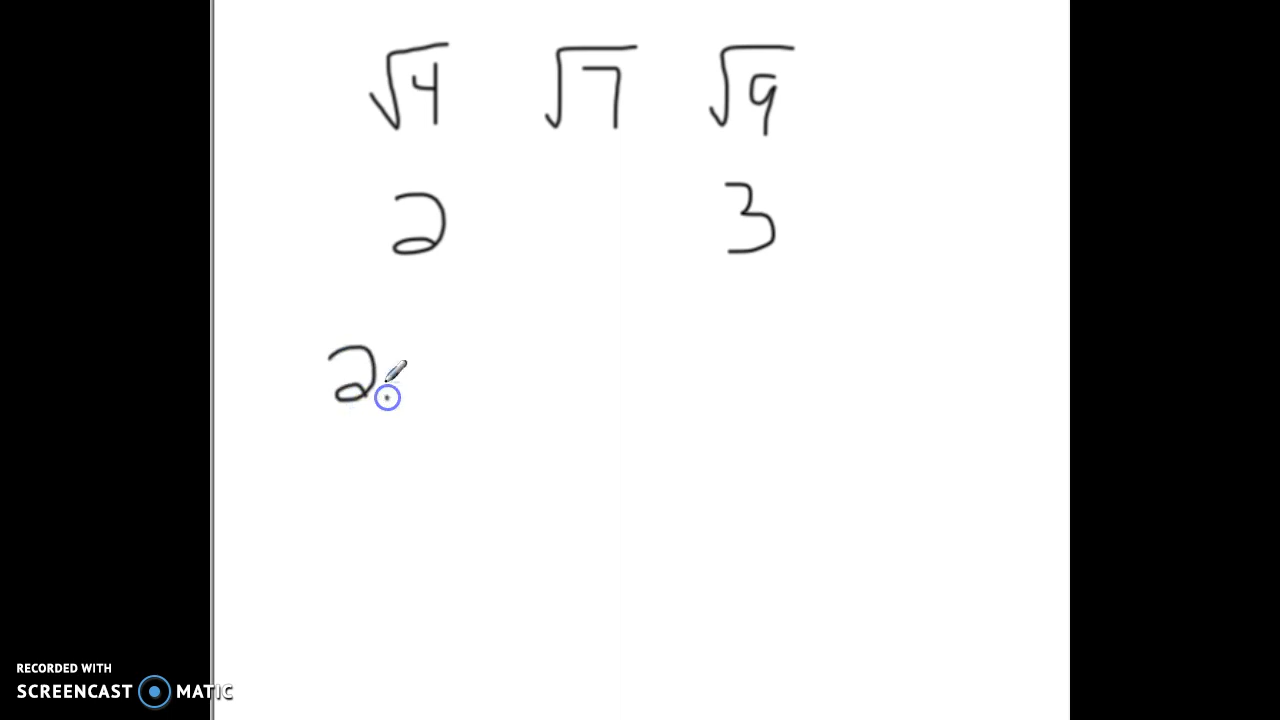 √4 √7 √9
2 3
2.
RECORDED WITH
SCREENCAST MATIC